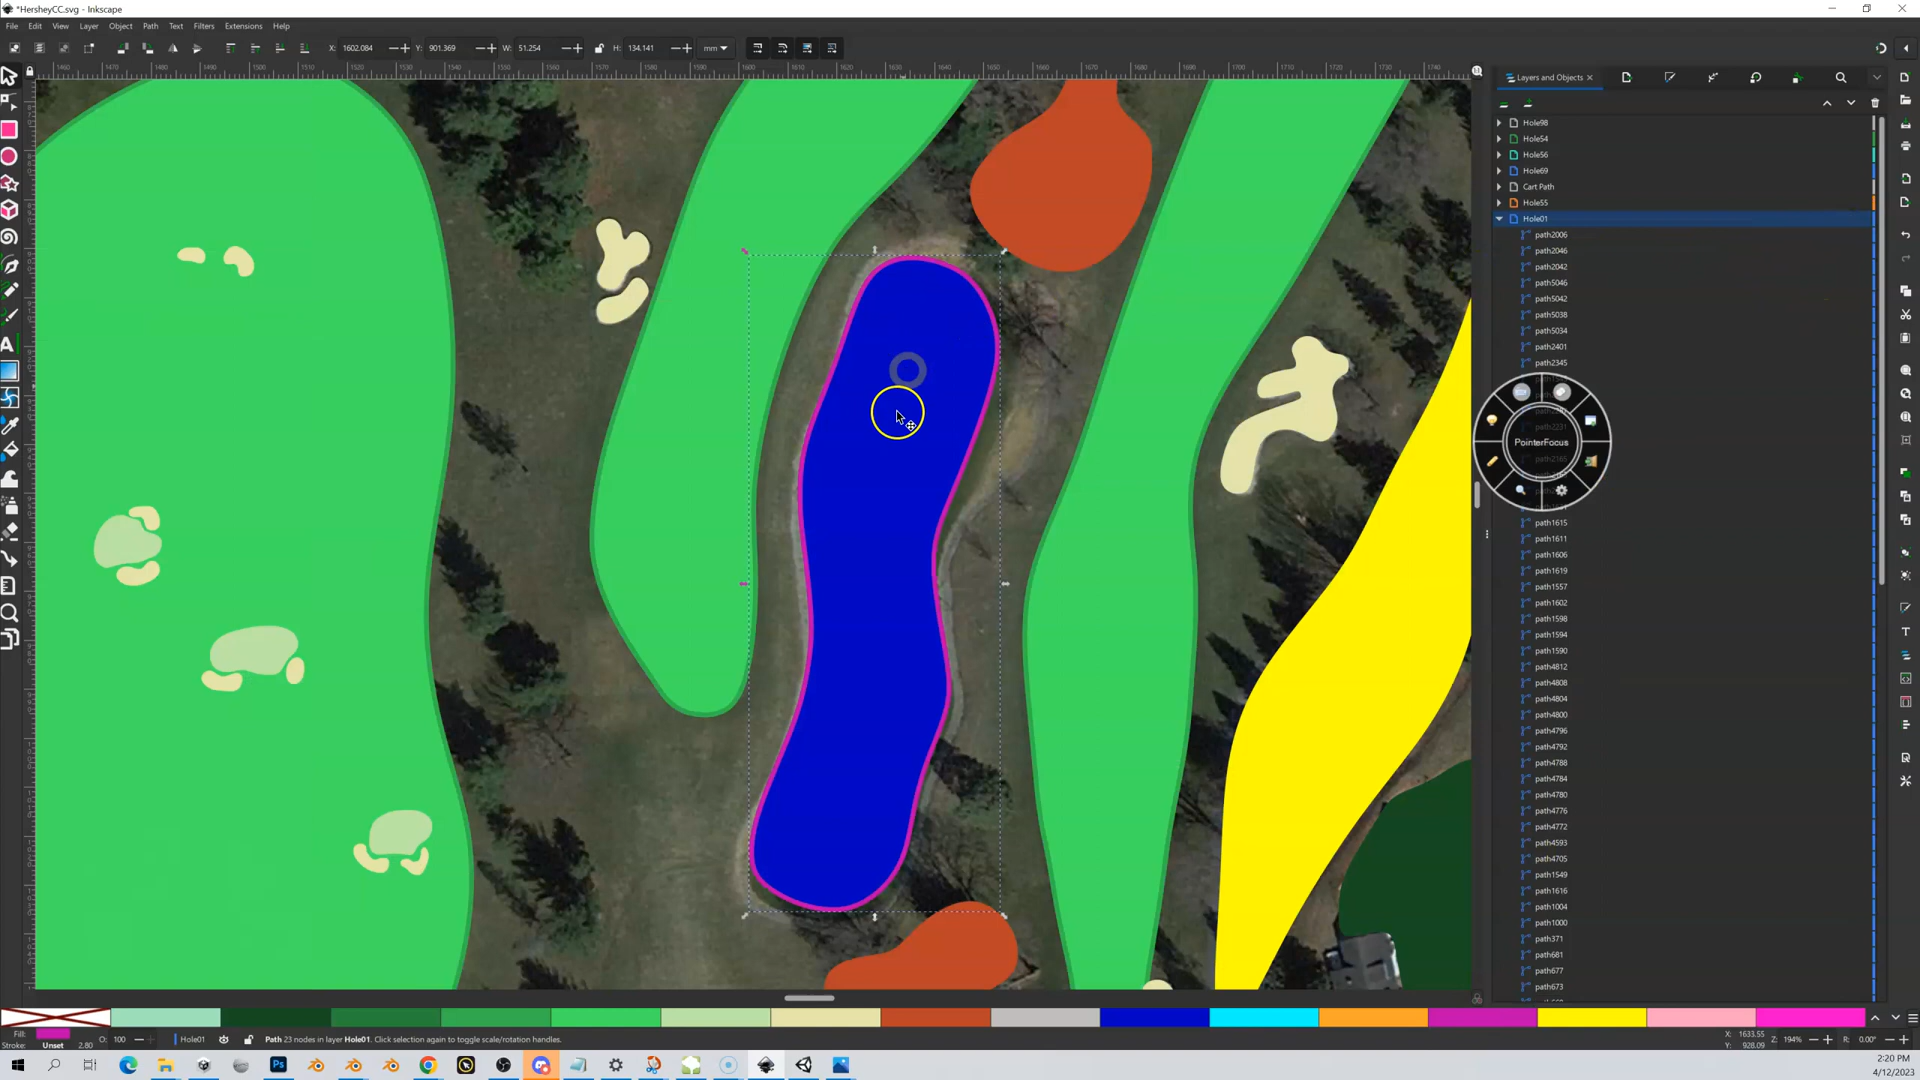 *HersheyCC.svg - Inkscape
File Edit View Layer Object Path Text Filters Extensions Help
X: 1602.084 Y: 901.369 W: 51.254 H: 134.141 mm
Layers and Objects
Hole98
Hole54
Hole56
Hole69
Cart Path
Hole55
Hole01
path2006
path2046
path2042
path5046
path5042
path5038
path5034
path2401
path2345
PointerFocus
path1615
path1611
path1606
path1619
path1557
path1602
path1598
path1594
path1590
path4812
path4808
path4804
path4800
path4796
path4792
path4788
path4784
path4780
path4776
path4772
path4593
path4705
path1549
path1616
path1004
path1000
path371
path681
path677
path673
Fill:
Stroke: Unset 2.80 O: 100 Hole01 Path 23 nodes in layer Hole01. Click selection again to toggle scale/rotation handles.
X: 1633.55
Y: 928.09
Z: 194% R: 0.00°
2:20 PM
4/12/2023